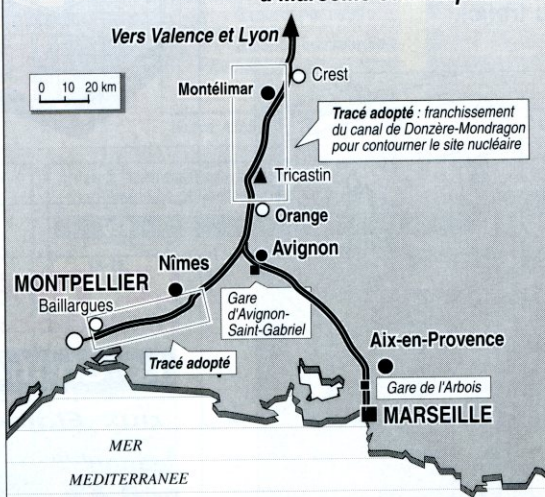 Vers Valence et Lyon
0 10 20 km
Crest
Montélimar
Tracé adopté : franchissement
du canal de Donzère-Mondragon
pour contourner le site nucléaire
Tricastin
Orange
Avignon
Nîmes
MONTPELLIER
Baillargues
Gare
d'Avignon-
Saint-Gabriel
Tracé adopté
Aix-en-Provence
Gare de l'Arbois
MARSEILLE
MER
MEDITERRANEE